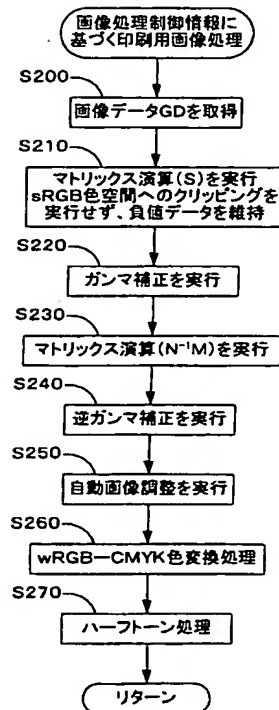 画像処理制御情報に
基づく印刷用画像処理
S200
画像データGDを取得
S210
マトリックス演算(S)を実行
sRGB色空間へのクリッピングを
実行せず、負値データを維持
S220
ガンマ補正を実行
S230
マトリックス演算(N⁻¹M)を実行
S240
逆ガンマ補正を実行
S250
自動画像調整を実行
S260
wRGB—CMYK色変換処理
S270
ハーフトーン処理
リターン